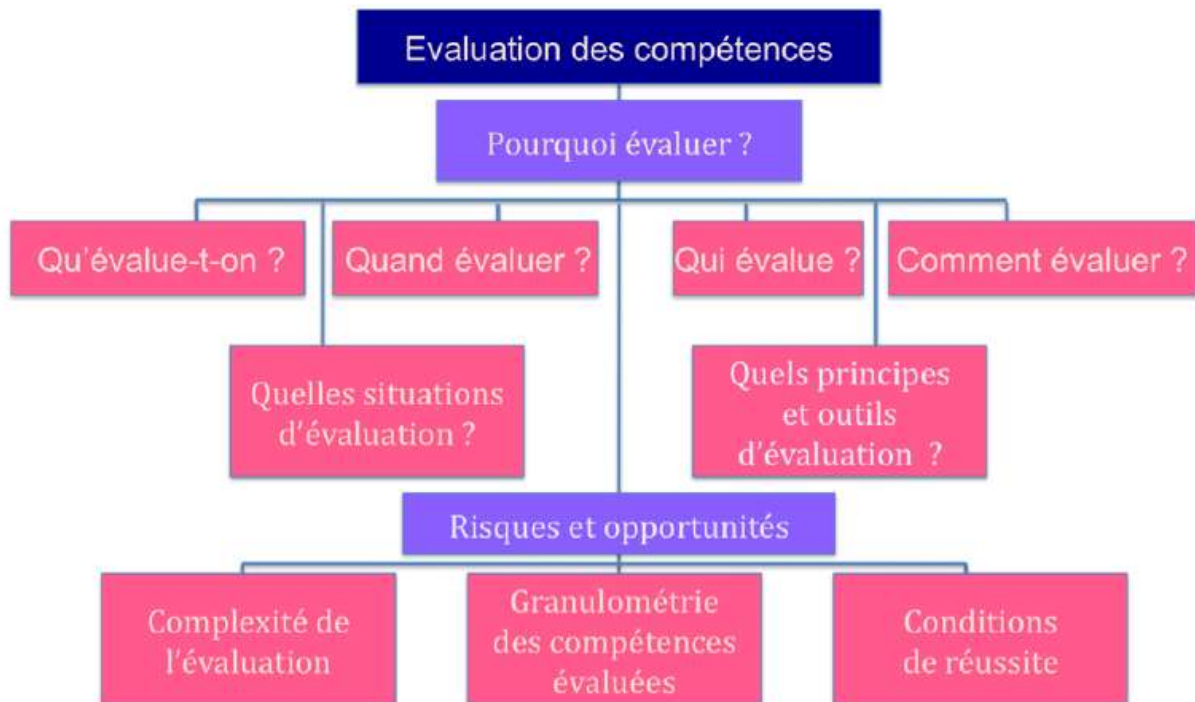 Evaluation des compétences
Pourquoi évaluer ?
Qu'évalue-t-on ?
Quand évaluer ?
Qui évalue ?
Comment évaluer ?
Quelles situations
d'évaluation ?
Quels principes
et outils
d'évaluation  ?
Risques et opportunités
Complexité de
l'évaluation
Granulométrie
des compétences
évaluées
Conditions
de réussite